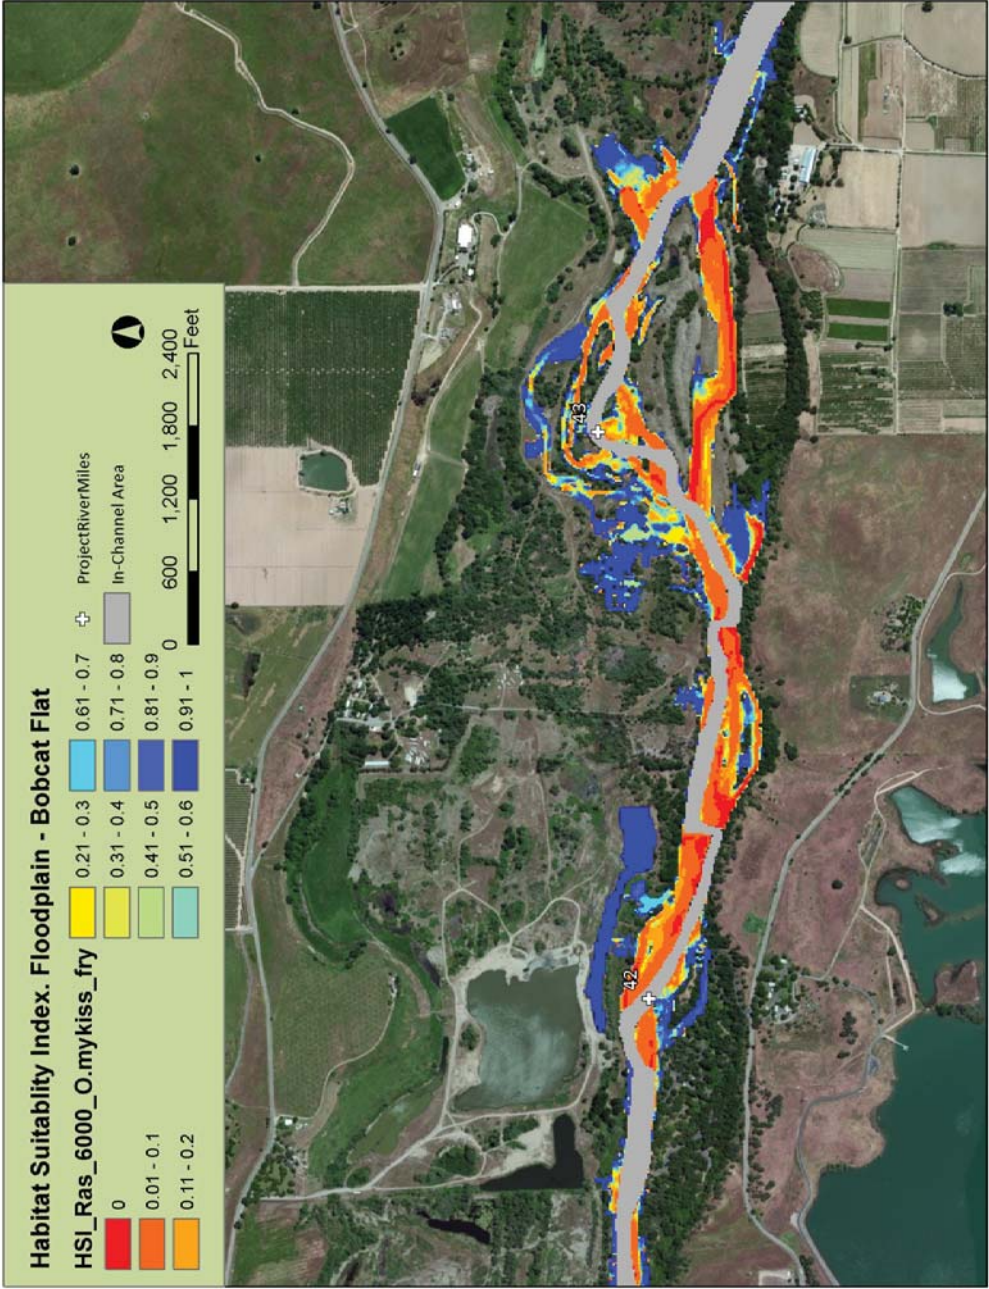 Habitat Suitablity Index. Floodplain - Bobcat Flat
HSI_Ras_6000_O.mykiss_fry
0
0.01 - 0.1
0.11 - 0.2
0.21 - 0.3
0.31 - 0.4
0.41 - 0.5
0.51 - 0.6
0.61 - 0.7
0.71 - 0.8
0.81 - 0.9
0.91 - 1
ProjectRiverMiles
In-Channel Area
0 600 1,200 1,800 2,400
Feet
42
43